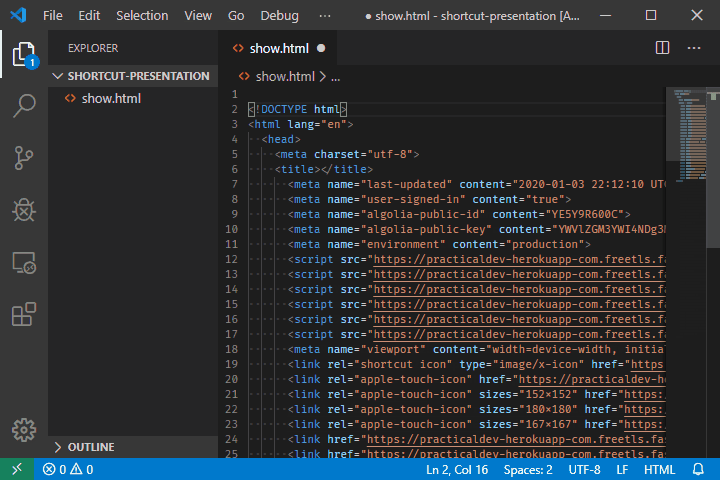 File Edit Selection View Go Debug ··· ● show.html - shortcut-presentation [A...
EXPLORER
SHORTCUT-PRESENTATION
show.html
OUTLINE
1
show.html ●
show.html > ...
1
2 <!DOCTYPE html>
3 <html lang="en">
4 <head>
5 <meta charset="utf-8">
6 <title></title>
7 <meta name="last-updated" content="2020-01-03 22:12:10 UTC
8 <meta name="user-signed-in" content="true">
9 <meta name="algolia-public-id" content="YE5Y9R600C">
10 <meta name="algolia-public-key" content="YWVlZGM3YWI4NDg3N
11 <meta name="environment" content="production">
12 <script src="https://practicaldev-herokuapp-com.freetls.fa
13 <script src="https://practicaldev-herokuapp-com.freetls.fa
14 <script src="https://practicaldev-herokuapp-com.freetls.fa
15 <script src="https://practicaldev-herokuapp-com.freetls.fa
16 <script src="https://practicaldev-herokuapp-com.freetls.fa
17 <script src="https://practicaldev-herokuapp-com.freetls.fa
18 <meta name="viewport" content="width=device-width, initia
19 <link rel="shortcut icon" type="image/x-icon" href="https
20 <link rel="apple-touch-icon" href="https://practicaldev-he
21 <link rel="apple-touch-icon" sizes="152×152" href="https:/
22 <link rel="apple-touch-icon" sizes="180×180" href="https:/
23 <link rel="apple-touch-icon" sizes="167×167" href="https:/
24 <link href="https://practicaldev-herokuapp-com.freetls.fas
25 <link href="https://practicaldev-herokuapp-com.freetls.fas
0 0 Ln 2, Col 16 Spaces: 2 UTF-8 LF HTML